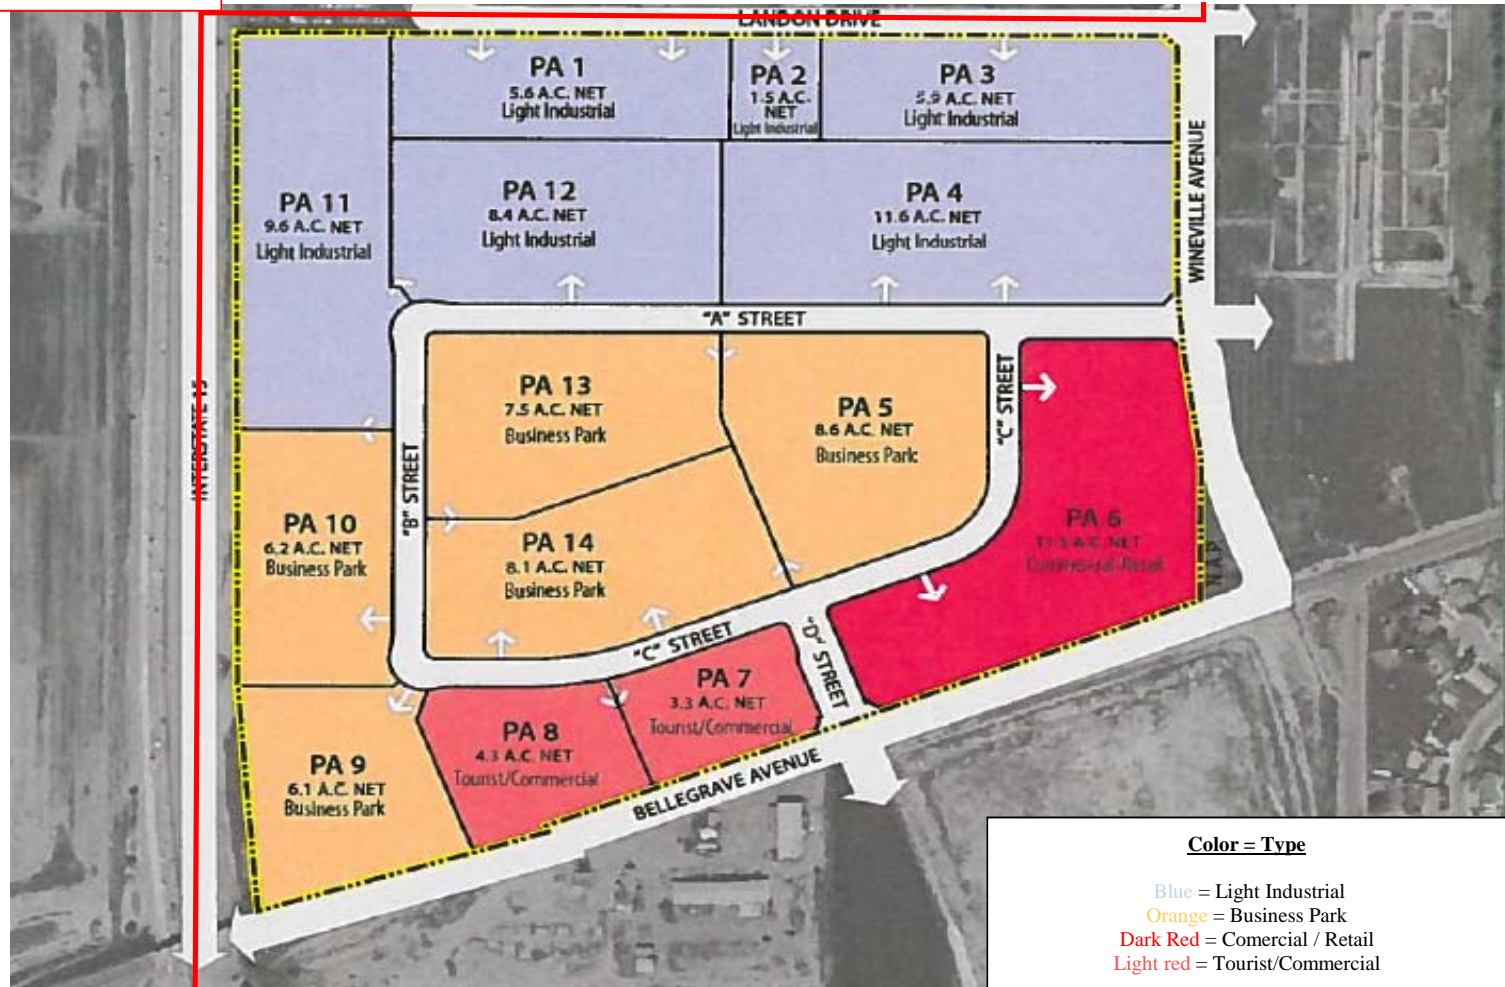 LANDON DRIVE
PA 1
5.6 A.C. NET
Light Industrial
PA 2
1.5 A.C.
NET
Light Industrial
PA 3
5.9 A.C. NET
Light Industrial
PA 11
9.6 A.C. NET
Light Industrial
PA 12
8.4 A.C. NET
Light Industrial
PA 4
11.6 A.C. NET
Light Industrial
WINEVILLE AVENUE
"A" STREET
INTERSTATE 15
"B" STREET
PA 13
7.5 A.C. NET
Business Park
PA 5
8.6 A.C. NET
Business Park
"C" STREET
PA 10
6.2 A.C. NET
Business Park
PA 14
8.1 A.C. NET
Business Park
PA 6
11.5 A.C. NET
Commercial-Retail
N.A.P.
"C" STREET
"D" STREET
PA 7
3.3 A.C. NET
Tourist/Commercial
PA 8
4.3 A.C. NET
Tourist/Commercial
PA 9
6.1 A.C. NET
Business Park
BELLEGRAVE AVENUE
Color = Type
Blue = Light Industrial
Orange = Business Park
Dark Red = Comercial / Retail
Light red = Tourist/Commercial